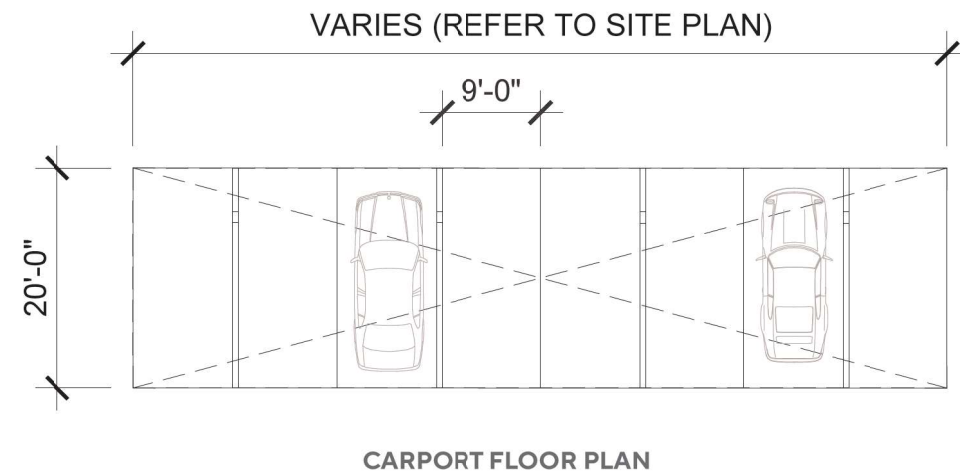 VARIES (REFER TO SITE PLAN)
9'-0"
20'-0"
CARPORT FLOOR PLAN